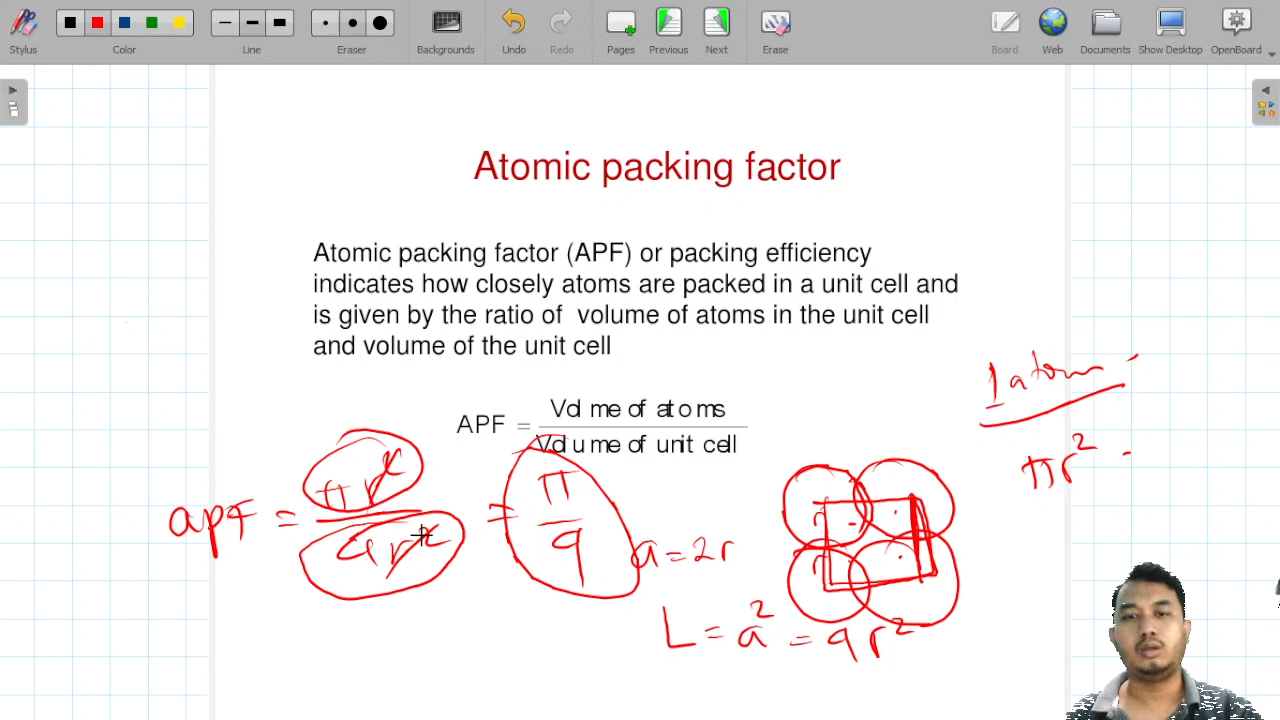 Stylus Color Line Eraser Backgrounds Undo Redo Pages Previous Next Erase Board Web Documents Show Desktop OpenBoard
Atomic packing factor
Atomic packing factor (APF) or packing efficiency
indicates how closely atoms are packed in a unit cell and
is given by the ratio of volume of atoms in the unit cell
and volume of the unit cell
1 atom
APF = Volume of atoms
Volume of unit cell
πr²
apF = πr² / 4r² = π / 4
a = 2r
L = a² = 4r²